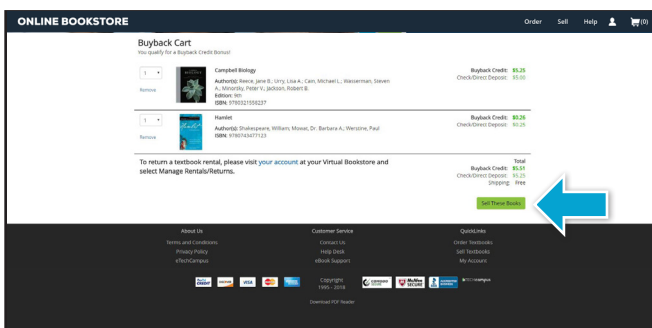 ONLINE BOOKSTORE
Order Sell Help (0)
Buyback Cart
You qualify for a Buyback Credit Bonus!
1
Remove
Campbell Biology
Author(s): Reece, Jane B.; Urry, Lisa A.; Cain, Michael L.; Wasserman, Steven
A.; Minorsky, Peter V.; Jackson, Robert B.
Edition: 9th
ISBN: 9780321558237
Buyback Credit: $5.25
Check/Direct Deposit: $5.00
1
Remove
Hamlet
Author(s): Shakespeare, William; Mowat, Dr. Barbara A.; Werstine, Paul
ISBN: 9780743477123
Buyback Credit: $0.26
Check/Direct Deposit: $0.25
To return a textbook rental, please visit your account at your Virtual Bookstore and
select Manage Rentals/Returns.
Total
Buyback Credit: $5.51
Check/Direct Deposit: $5.25
Shipping: Free
Sell These Books
About Us
Terms and Conditions
Privacy Policy
eTechCampus
Customer Service
Contact Us
Help Desk
eBook Support
QuickLinks
Order Textbooks
Sell Textbooks
My Account
CREDIT
VISA
Copyright
1995 - 2018
McAfee
SECURE
Download PDF Reader